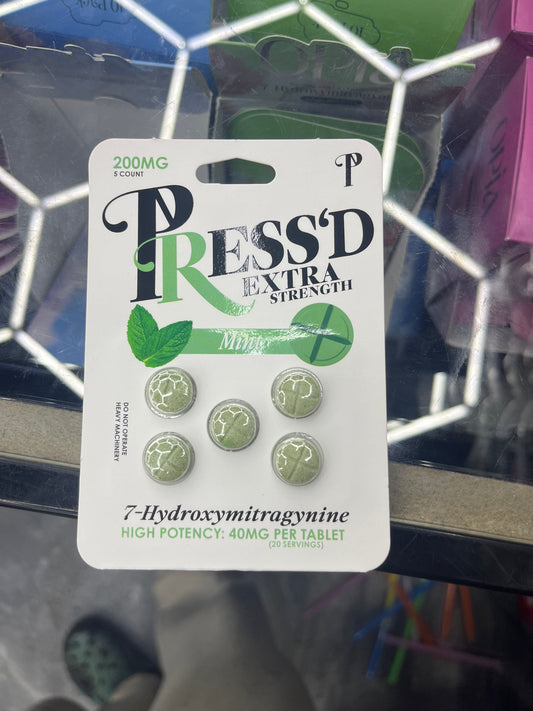 200MG
5 COUNT
P
PRESS'D
EXTRA
STRENGTH
Mint
DO NOT OPERATE
HEAVY MACHINERY
7-Hydroxymitragynine
HIGH POTENCY: 40MG PER TABLET
(20 SERVINGS)